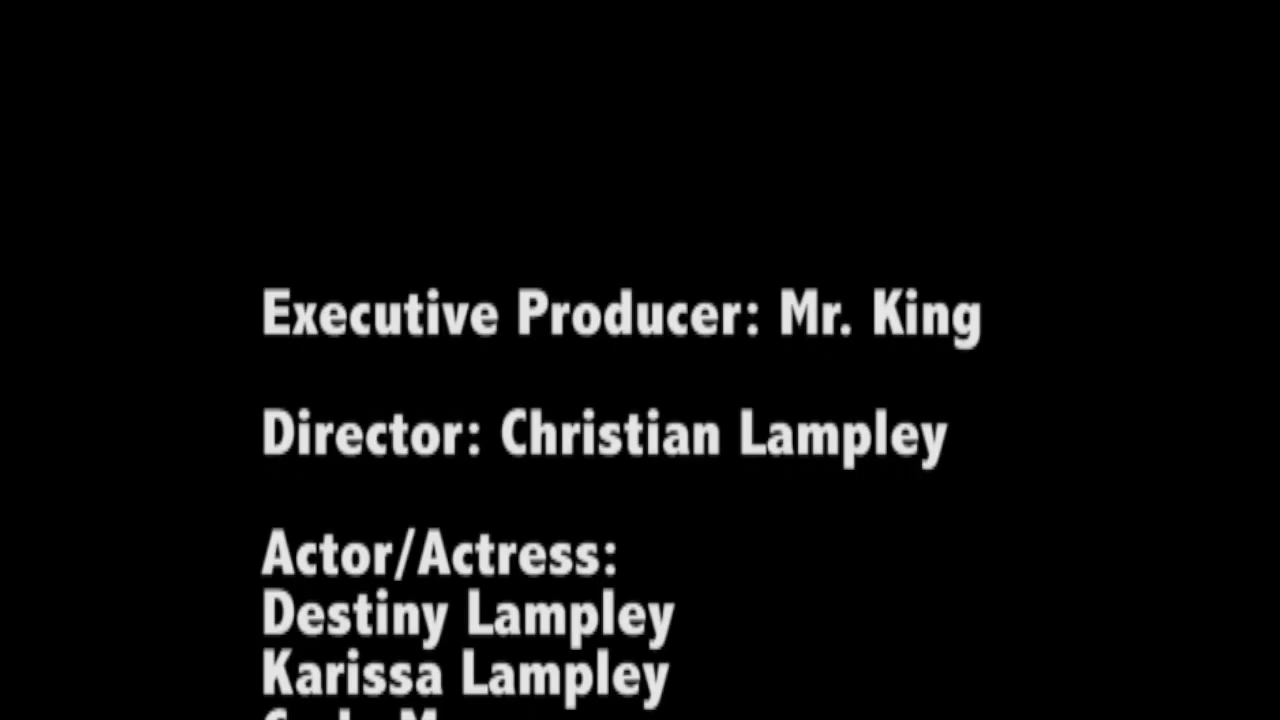 Executive Producer: Mr. King
Director: Christian Lampley
Actor/Actress:
Destiny Lampley
Karissa Lampley